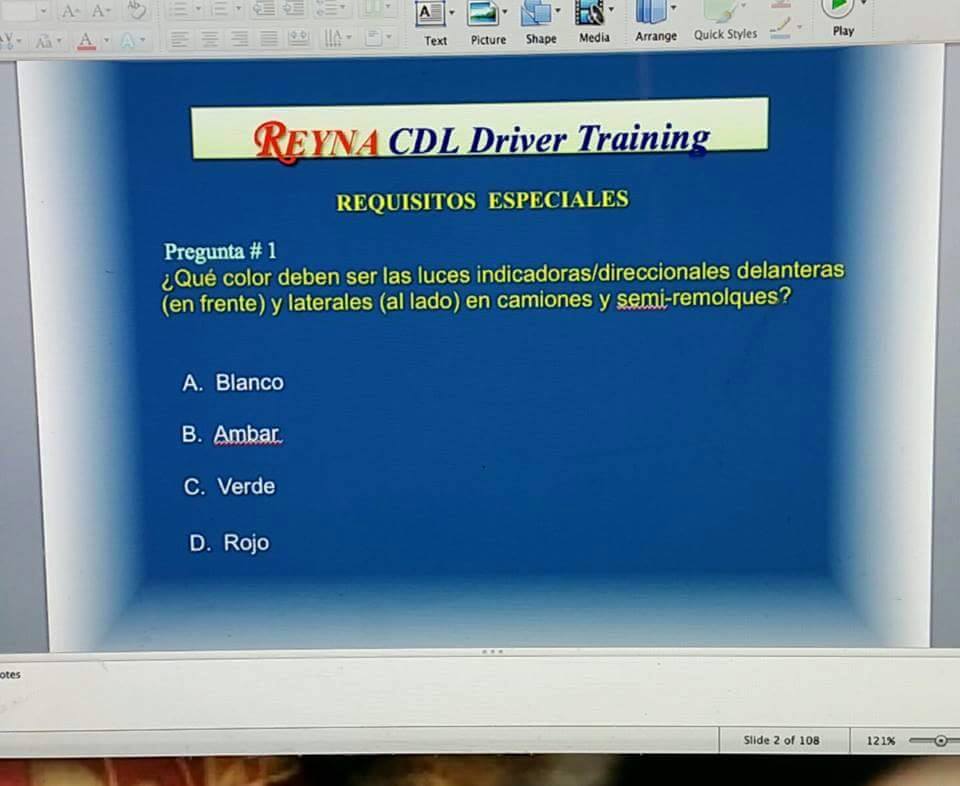 Text Picture Shape Media Arrange Quick Styles Play
REYNA CDL Driver Training
REQUISITOS ESPECIALES
Pregunta # 1
¿Qué color deben ser las luces indicadoras/direccionales delanteras
(en frente) y laterales (al lado) en camiones y semi-remolques?
A. Blanco
B. Ambar
C. Verde
D. Rojo
otes
Slide 2 of 108 121%